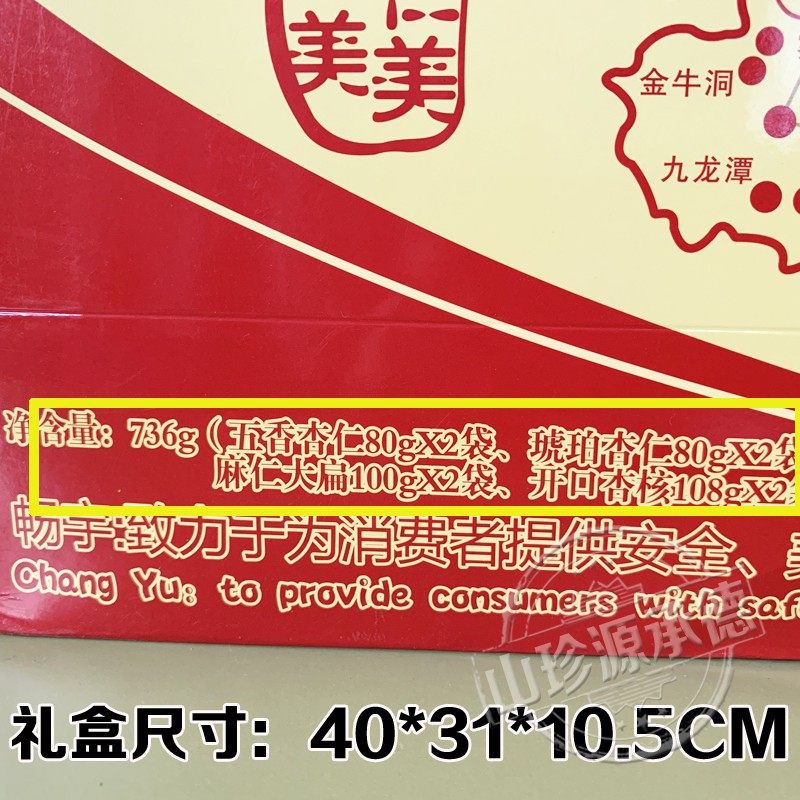 仁
美美
金牛洞
九龙潭
净含量：736g（五香杏仁80gX2袋、琥珀杏仁80gX2袋
麻仁大扁100gX2袋、开口杏核108gX2
畅宇:致力于为消费者提供安全、
Chang Yu: to provide consumers with saf
山珍源承德
礼盒尺寸：40*31*10.5CM